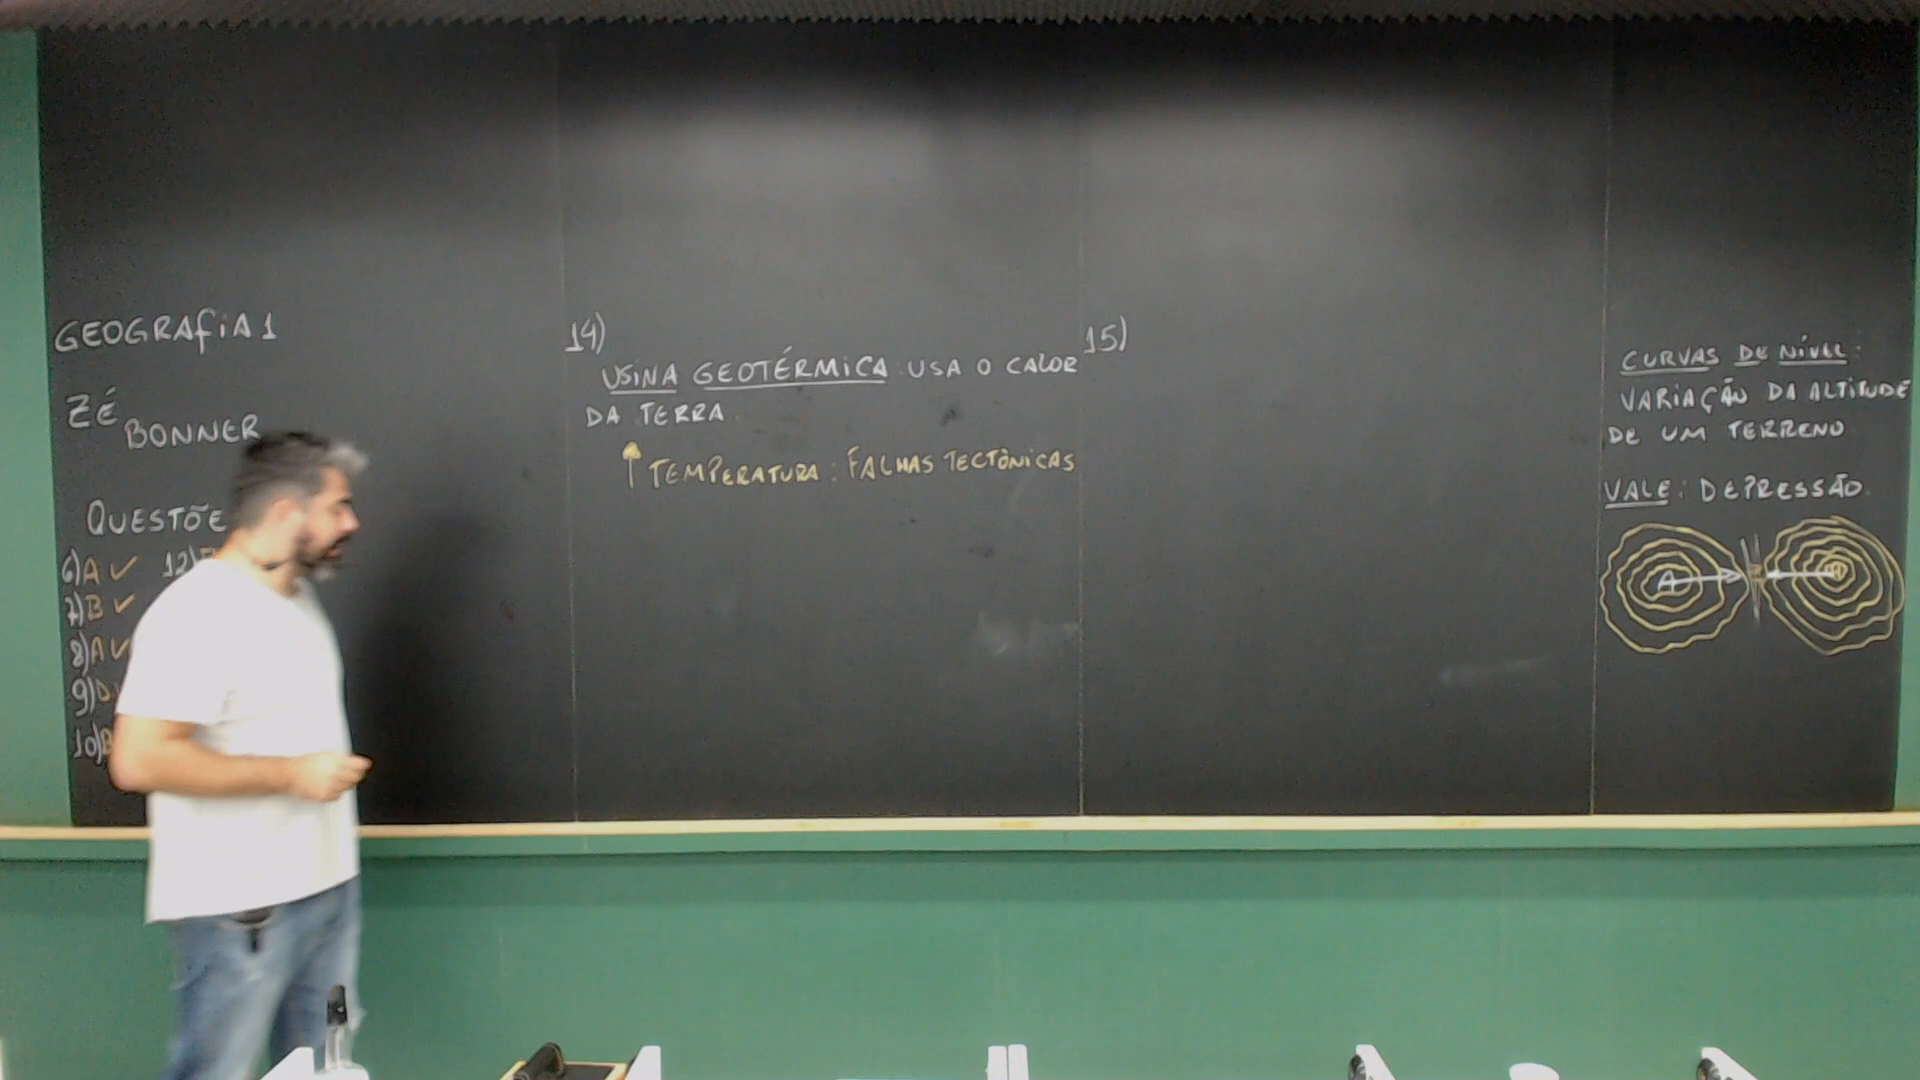 GEOGRAFIA 1
ZÉ
BONNER
QUESTÕE
6) A ✓ 12)
7) B ✓
8) A ✓
9) D
10) B
14)
USINA GEOTÉRMICA USA O CALOR
DA TERRA.
↑ TEMPERATURA: FALHAS TECTÔNICAS
15)
CURVAS DE NÍVEL:
VARIAÇÃO DA ALTITUDE
DE UM TERRENO
VALE: DEPRESSÃO.
A